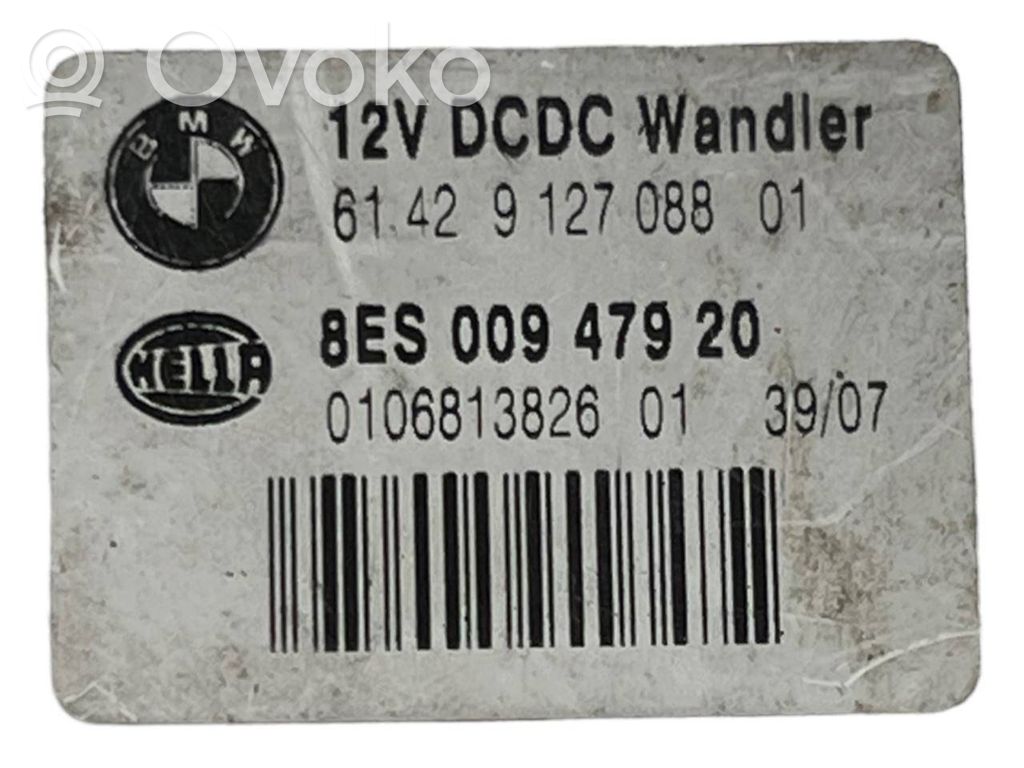 Ovoko
BMW
12V DCDC Wandler
61.42 9 127 088 01
HELLA
8ES 009 479 20
0106813826 01 39/07